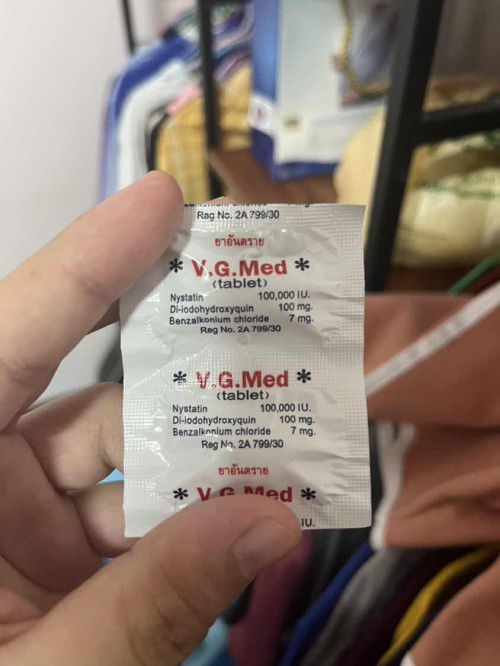 Reg No. 2A 799/30
ยาอันตราย
* V.G.Med *
(tablet)
Nystatin 100,000 IU.
Di-iodohydroxyquin 100 mg.
Benzalkonium chloride 7 mg.
Reg No. 2A 799/30
* V.G.Med *
(tablet)
Nystatin 100,000 IU.
Di-iodohydroxyquin 100 mg.
Benzalkonium chloride 7 mg.
Reg No. 2A 799/30
ยาอันตราย
* V.G.Med *
IU.